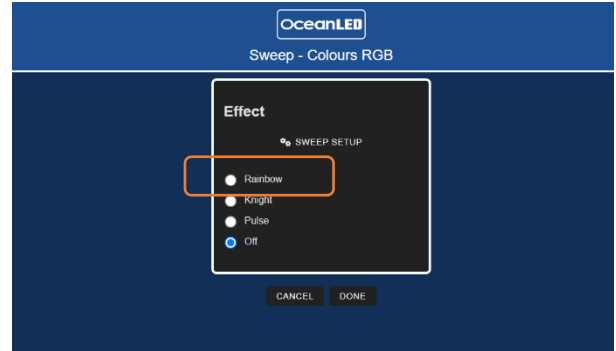 OceanLED
Sweep - Colours RGB
Effect
SWEEP SETUP
Rainbow
Knight
Pulse
Off
CANCEL DONE